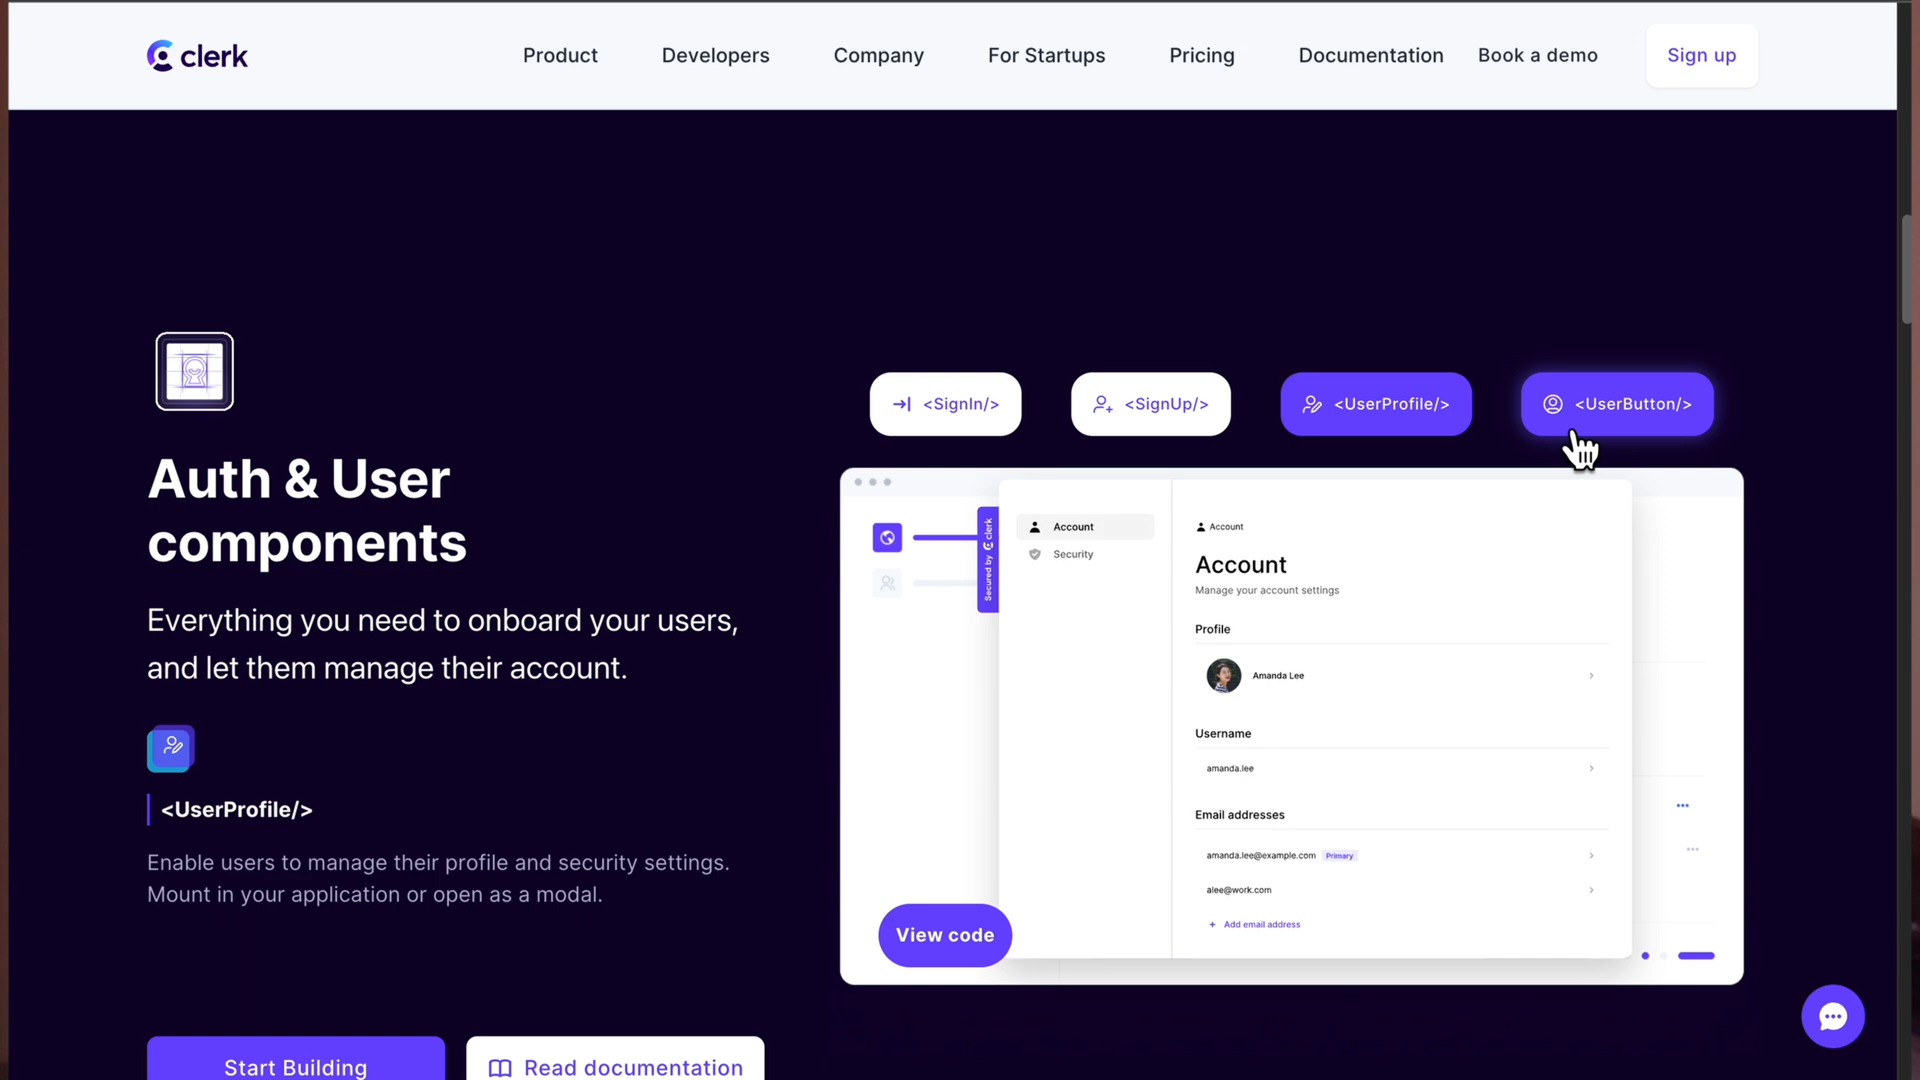 clerk
Product
Developers
Company
For Startups
Pricing
Documentation
Book a demo
Sign up
Auth & User
components
Everything you need to onboard your users,
and let them manage their account.
<UserProfile/>
Enable users to manage their profile and security settings.
Mount in your application or open as a modal.
Start Building
Read documentation
<SignIn/>
<SignUp/>
<UserProfile/>
<UserButton/>
Secured by clerk
Account
Security
Account
Account
Manage your account settings
Profile
Amanda Lee
Username
amanda.lee
Email addresses
amanda.lee@example.com Primary
alee@work.com
+ Add email address
View code